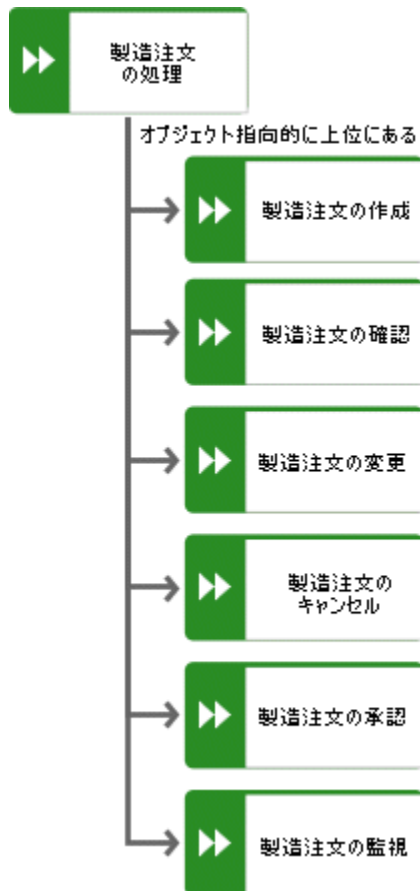 製造注文
の処理
オブジェクト指向的に上位にある
製造注文の作成
製造注文の確認
製造注文の変更
製造注文の
キャンセル
製造注文の承認
製造注文の監視